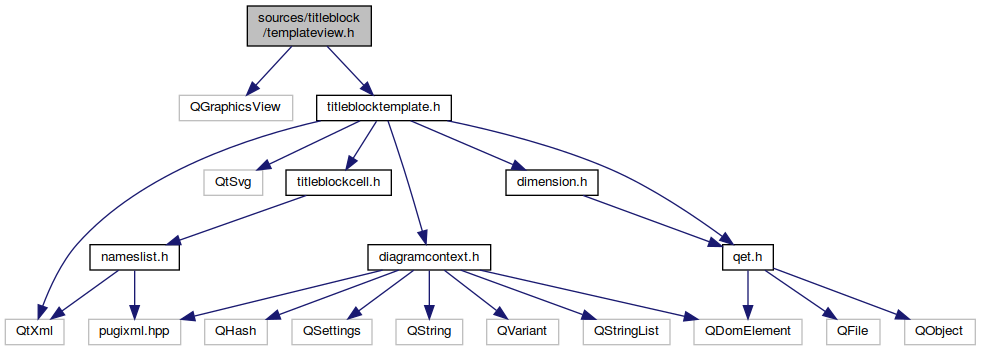 sources/titleblock
/templateview.h
QGraphicsView
titleblocktemplate.h
QtSvg
titleblockcell.h
dimension.h
nameslist.h
diagramcontext.h
qet.h
QtXml
pugixml.hpp
QHash
QSettings
QString
QVariant
QStringList
QDomElement
QFile
QObject